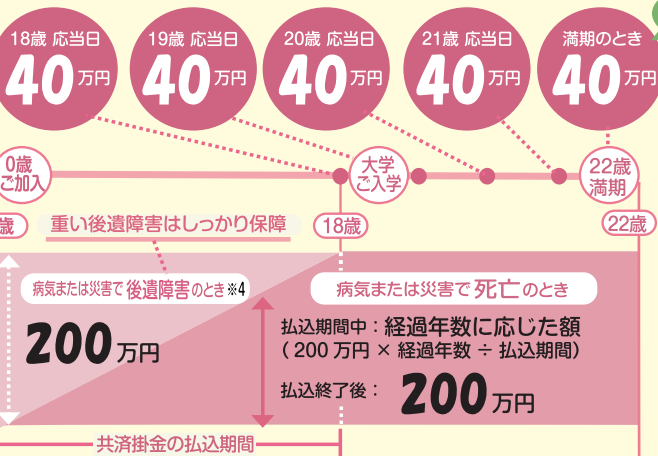 18歳 応当日
40万円
19歳 応当日
40万円
20歳 応当日
40万円
21歳 応当日
40万円
満期のとき
40万円
0歳
ご加入
大学
ご入学
22歳
満期
歳
重い後遺障害はしっかり保障
18歳
22歳
病気または災害で後遺障害のとき※4
200万円
病気または災害で死亡のとき
払込期間中：経過年数に応じた額
(200万円×経過年数÷払込期間)
払込終了後：200万円
共済掛金の払込期間